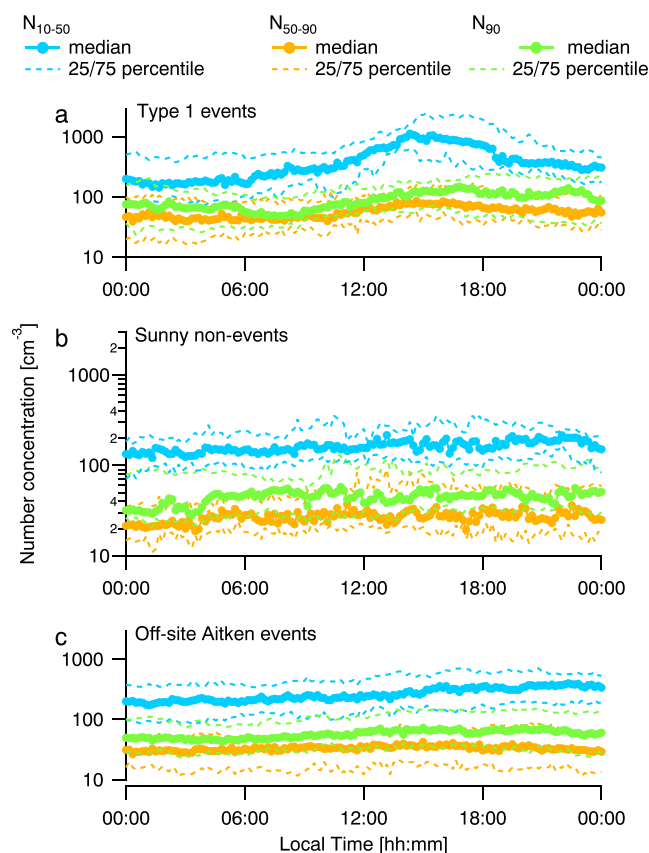 N10-50 N50-90 N90
median median median
25/75 percentile 25/75 percentile 25/75 percentile
a Type 1 events
1000
100
10
00:00 06:00 12:00 18:00 00:00
b Sunny non-events
2
1000
4
2
100
4
2
10
00:00 06:00 12:00 18:00 00:00
Number concentration [cm-3]
c Off-site Aitken events
1000
100
10
00:00 06:00 12:00 18:00 00:00
Local Time [hh:mm]